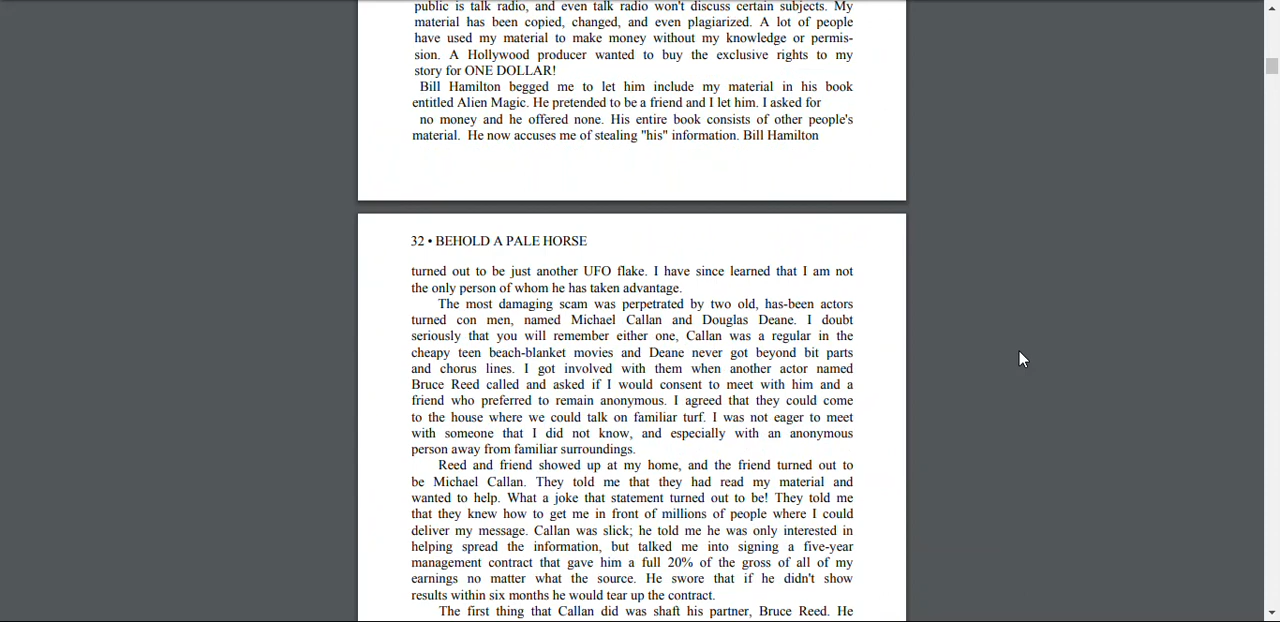 public is talk radio, and even talk radio won't discuss certain subjects. My
material has been copied, changed, and even plagiarized. A lot of people
have used my material to make money without my knowledge or permis-
sion. A Hollywood producer wanted to buy the exclusive rights to my
story for ONE DOLLAR!
Bill Hamilton begged me to let him include my material in his book
entitled Alien Magic. He pretended to be a friend and I let him. I asked for
no money and he offered none. His entire book consists of other people's
material. He now accuses me of stealing "his" information. Bill Hamilton
32 • BEHOLD A PALE HORSE
turned out to be just another UFO flake. I have since learned that I am not
the only person of whom he has taken advantage.
The most damaging scam was perpetrated by two old, has-been actors
turned con men, named Michael Callan and Douglas Deane. I doubt
seriously that you will remember either one, Callan was a regular in the
cheapy teen beach-blanket movies and Deane never got beyond bit parts
and chorus lines. I got involved with them when another actor named
Bruce Reed called and asked if I would consent to meet with him and a
friend who preferred to remain anonymous. I agreed that they could come
to the house where we could talk on familiar turf. I was not eager to meet
with someone that I did not know, and especially with an anonymous
person away from familiar surroundings.
Reed and friend showed up at my home, and the friend turned out to
be Michael Callan. They told me that they had read my material and
wanted to help. What a joke that statement turned out to be! They told me
that they knew how to get me in front of millions of people where I could
deliver my message. Callan was slick; he told me he was only interested in
helping spread the information, but talked me into signing a five-year
management contract that gave him a full 20% of the gross of all of my
earnings no matter what the source. He swore that if he didn't show
results within six months he would tear up the contract.
The first thing that Callan did was shaft his partner, Bruce Reed. He